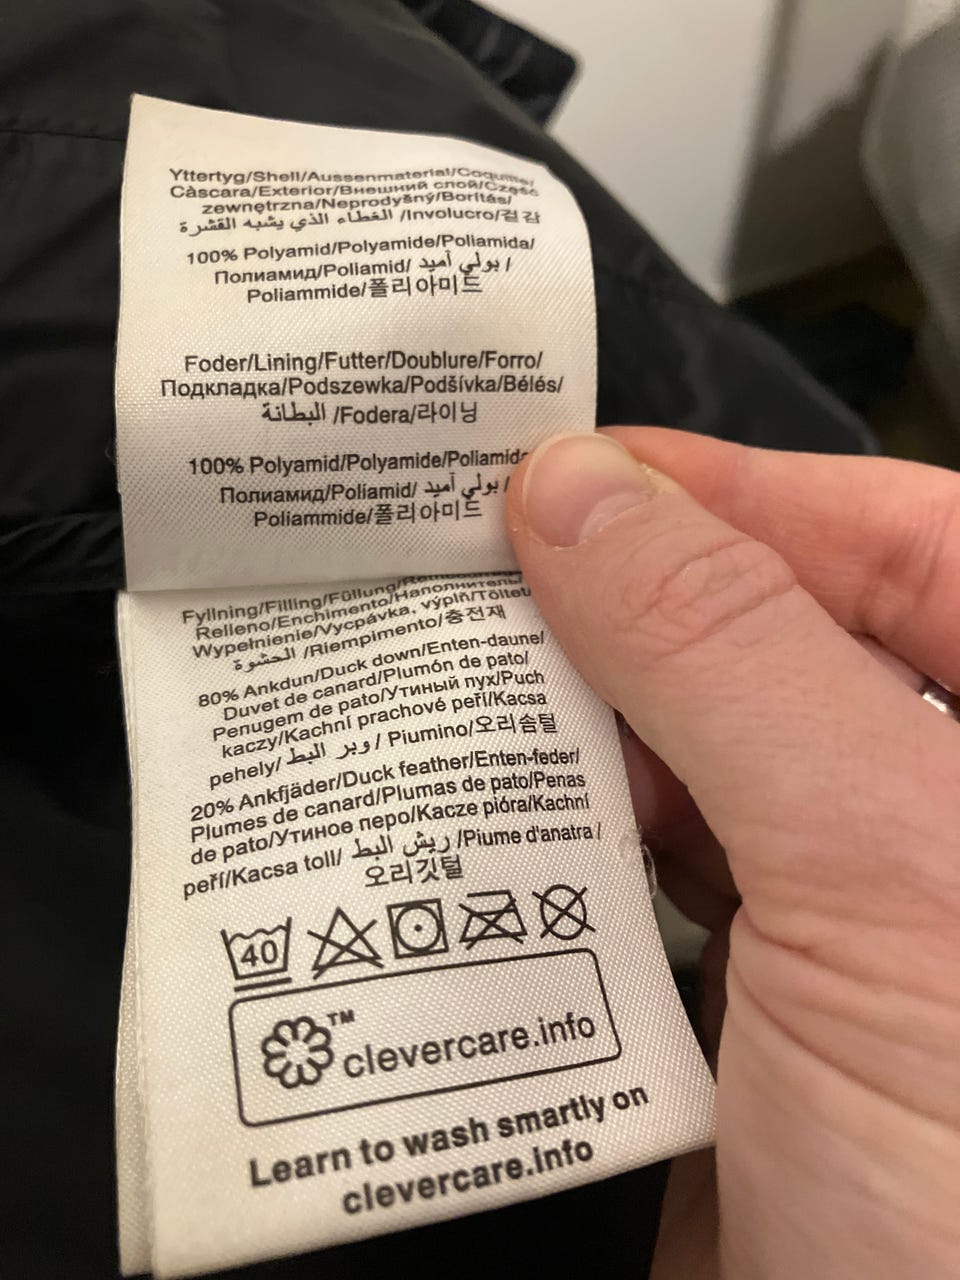 Yttertyg/Shell/Aussenmaterial/Coquille/
Càscara/Exterior/Внешний слой/Część
zewnętrzna/Neprodyšný/Borítás/
الغطاء الذي يشبه القشرة /Involucro/겉 감
100% Polyamid/Polyamide/Poliamida/
Полиамид/Poliamid/ بولي آميد /
Poliammide/폴리아미드
Foder/Lining/Futter/Doublure/Forro/
Подкладка/Podszewka/Podšívka/Bélés/
البطانة /Fodera/라이닝
100% Polyamid/Polyamide/Poliamida
Полиамид/Poliamid/ بولي آميد /
Poliammide/폴리아미드
Fyllning/Filling/Füllung/
Relleno/Enchimento/Наполнитель/
Wypełnienie/Vycpávka, výplň/
الحشوة /Riempimento/충전재
80% Ankdun/Duck down/Enten-daune/
Duvet de canard/Plumón de pato/
Penugem de pato/Утиный пух/Puch
kaczy/Kachní prachové peří/Kacsa
pehely/ وبر البط / Piumino/오리솜털
20% Ankfjäder/Duck feather/Enten-feder/
Plumes de canard/Plumas de pato/Penas
de pato/Утиное перо/Kacze pióra/Kachní
peří/Kacsa toll/ ريش البط /Piume d'anatra /
오리깃털
40
TM
clevercare.info
Learn to wash smartly on
clevercare.info